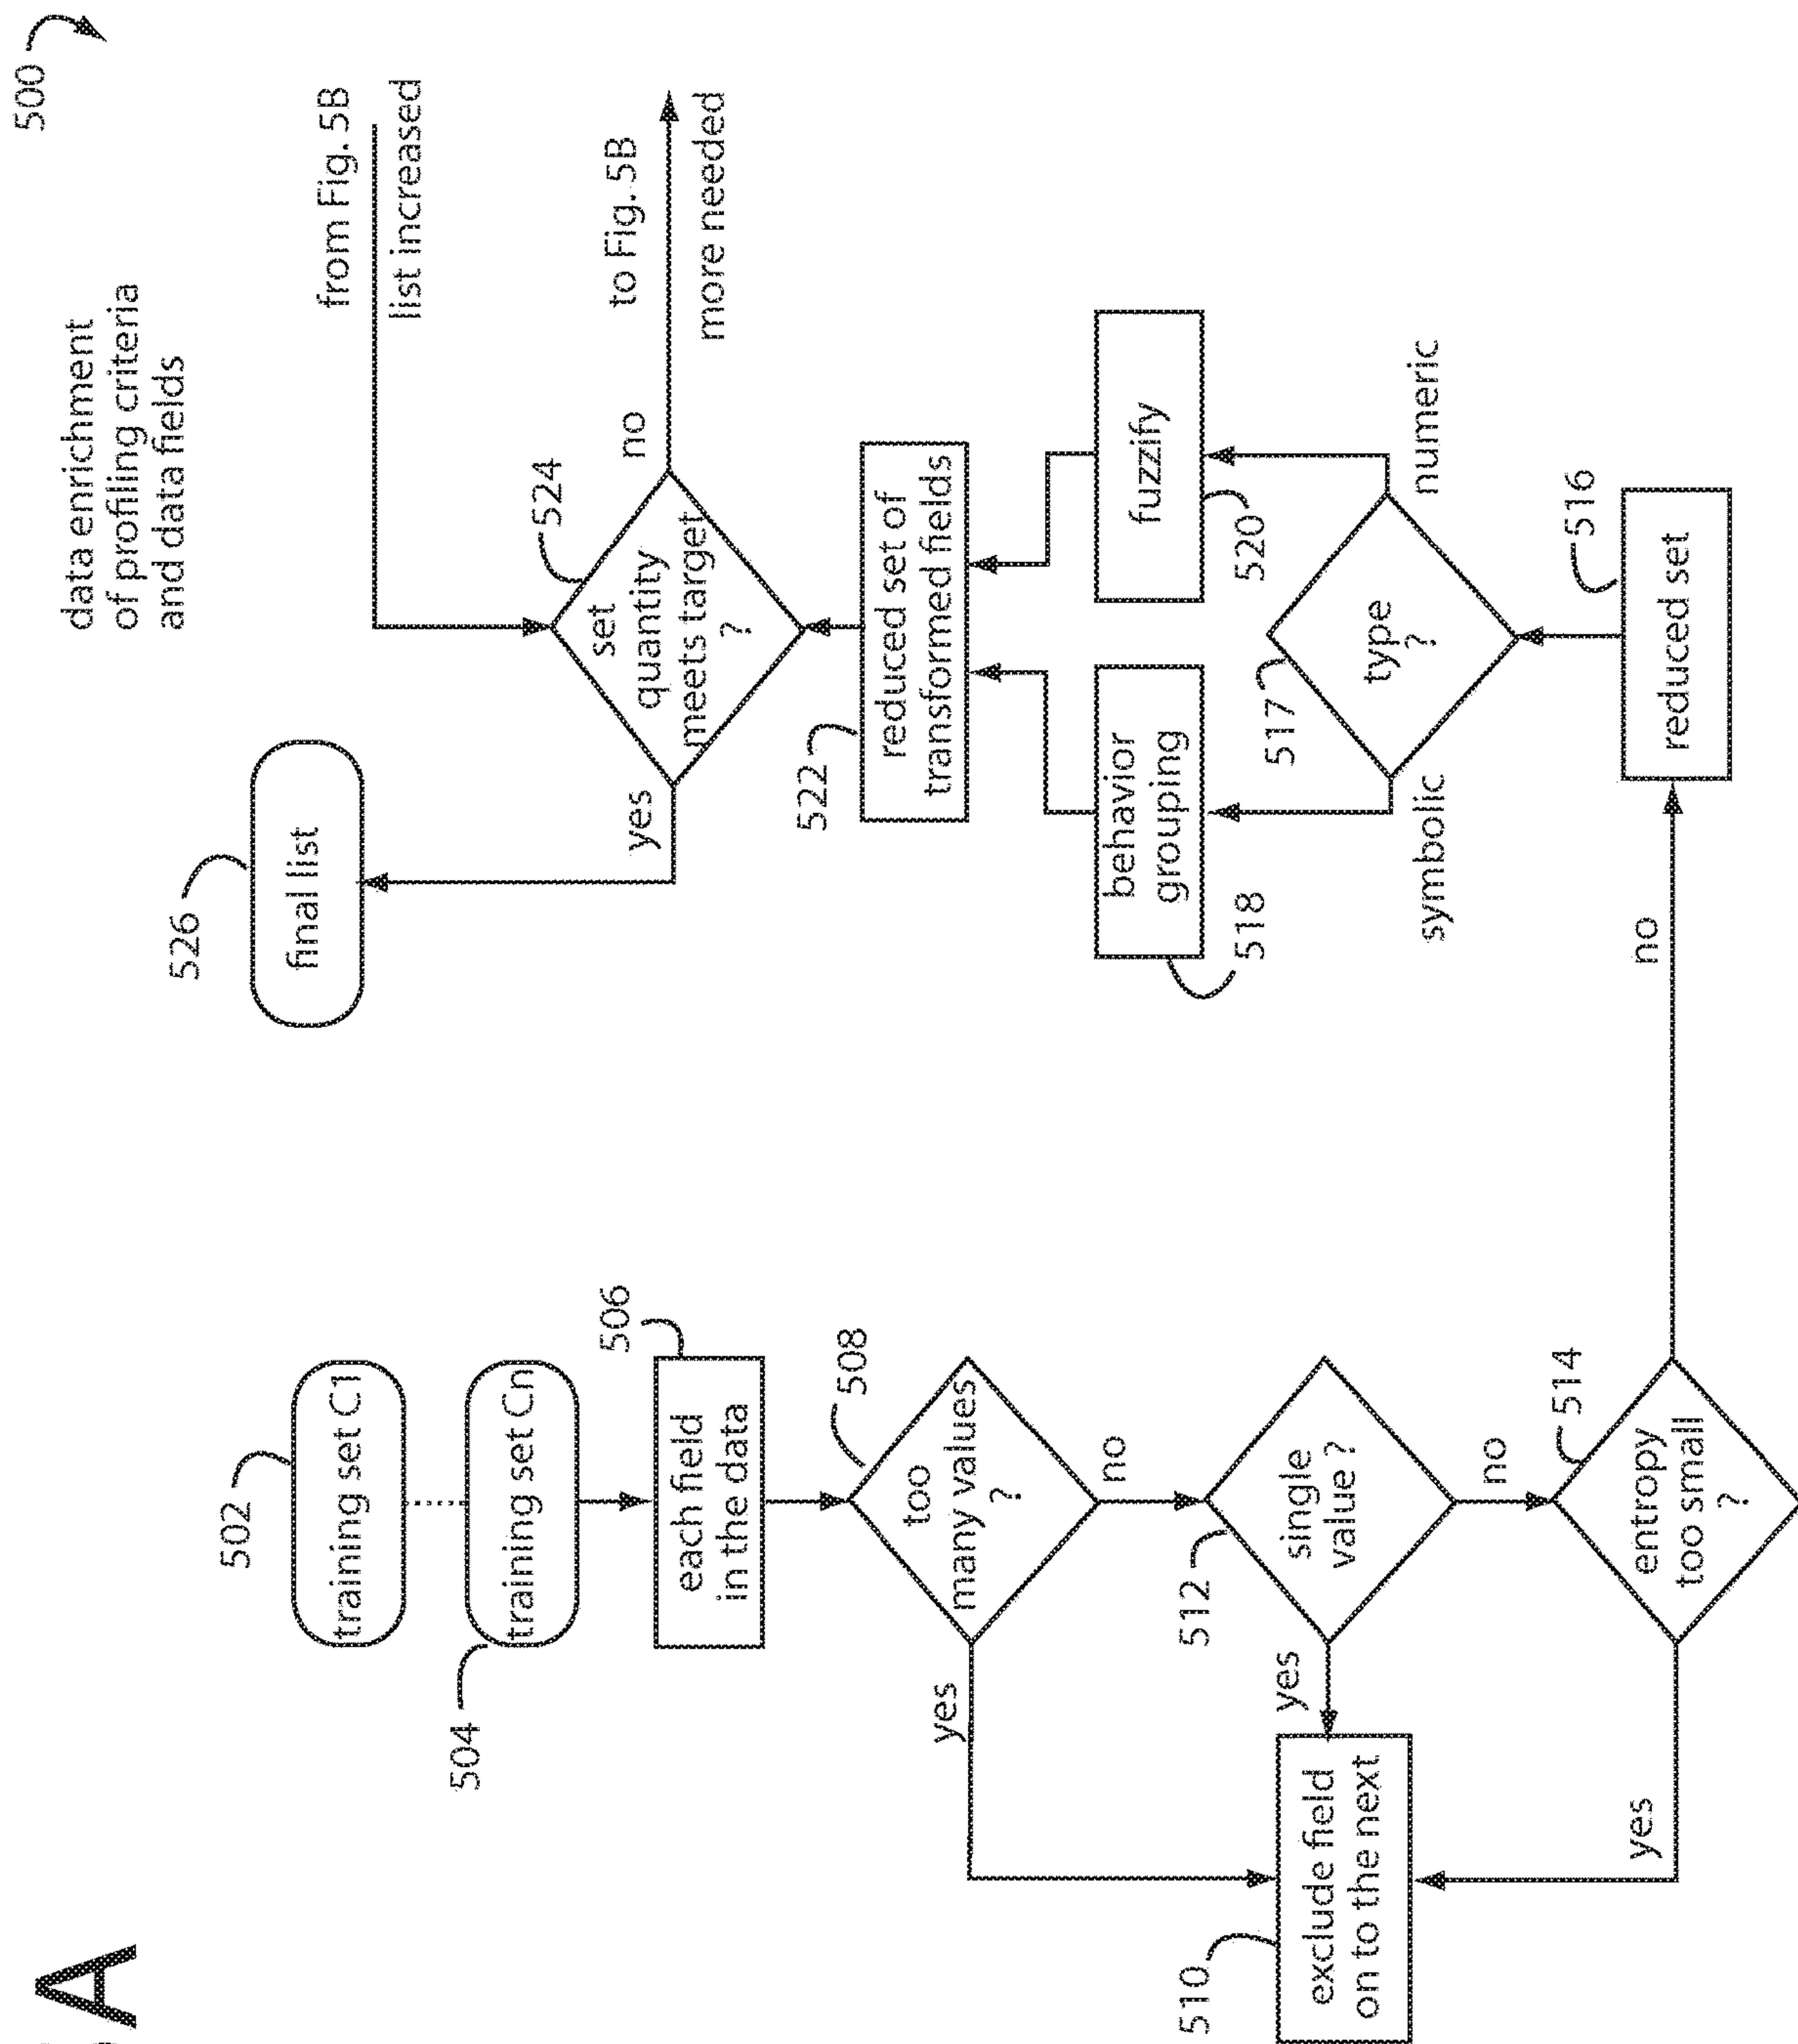 A
500
data enrichment
of profiling criteria
and data fields
502
training set C1
504
training set Cn
506
each field
in the data
508
too
many values
?
yes
no
512
single
value ?
yes
no
510
exclude field
on to the next
514
entropy
too small
?
yes
no
516
reduced set
517
type
?
symbolic
numeric
518
behavior
grouping
520
fuzzify
522
reduced set of
transformed fields
524
set
quantity
meets target
?
yes
no
526
final list
from Fig. 5B
list increased
to Fig. 5B
more needed